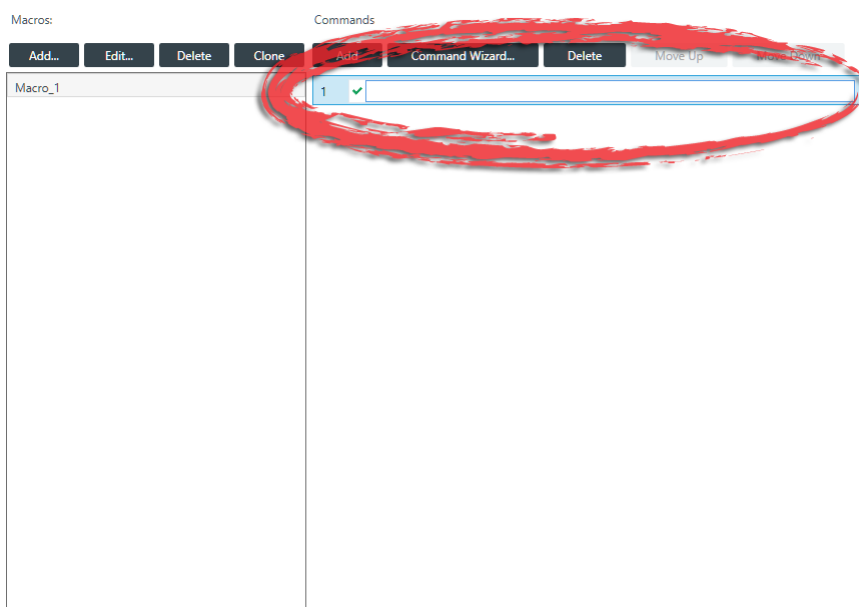 Macros:
Commands
Add... Edit... Delete Clone Add Command Wizard... Delete Move Up Move Down
Macro_1
1